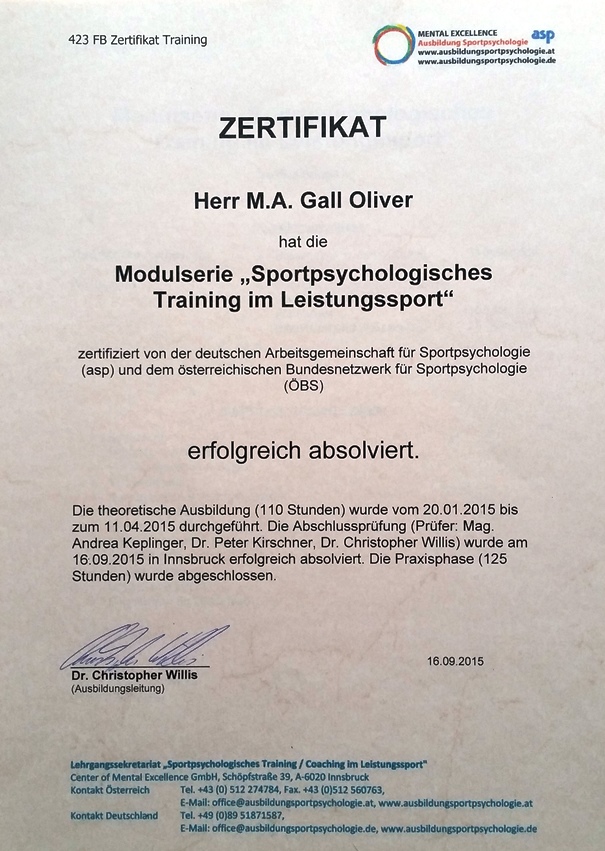 423 FB Zertifikat Training
MENTAL EXCELLENCE
Ausbildung Sportpsychologie
www.ausbildungsportpsychologie.at
www.ausbildungsportpsychologie.de
asp
ZERTIFIKAT
Herr M.A. Gall Oliver
hat die
Modulserie „Sportpsychologisches
Training im Leistungssport“
zertifiziert von der deutschen Arbeitsgemeinschaft für Sportpsychologie
(asp) und dem österreichischen Bundesnetzwerk für Sportpsychologie
(ÖBS)
erfolgreich absolviert.
Die theoretische Ausbildung (110 Stunden) wurde vom 20.01.2015 bis
zum 11.04.2015 durchgeführt. Die Abschlussprüfung (Prüfer: Mag.
Andrea Keplinger, Dr. Peter Kirschner, Dr. Christopher Willis) wurde am
16.09.2015 in Innsbruck erfolgreich absolviert. Die Praxisphase (125
Stunden) wurde abgeschlossen.
16.09.2015
Dr. Christopher Willis
(Ausbildungsleitung)
Lehrgangssekretariat „Sportpsychologisches Training / Coaching im Leistungssport“
Center of Mental Excellence GmbH, Schöpfstraße 39, A-6020 Innsbruck
Kontakt Österreich Tel. +43 (0) 512 274784, Fax. +43 (0)512 560763,
E-Mail: office@ausbildungsportpsychologie.at, www.ausbildungsportpsychologie.at
Kontakt Deutschland Tel. +49 (0)89 51871587,
E-Mail: office@ausbildungsportpsychologie.de, www.ausbildungsportpsychologie.de